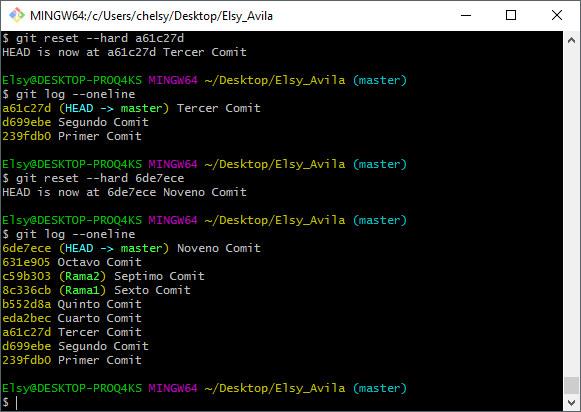 MINGW64:/c/Users/chelsy/Desktop/Elsy_Avila
$ git reset --hard a61c27d
HEAD is now at a61c27d Tercer Comit
Elsy@DESKTOP-PROQ4KS MINGW64 ~/Desktop/Elsy_Avila (master)
$ git log --oneline
a61c27d (HEAD -> master) Tercer Comit
d699ebe Segundo Comit
239fdb0 Primer Comit
Elsy@DESKTOP-PROQ4KS MINGW64 ~/Desktop/Elsy_Avila (master)
$ git reset --hard 6de7ece
HEAD is now at 6de7ece Noveno Comit
Elsy@DESKTOP-PROQ4KS MINGW64 ~/Desktop/Elsy_Avila (master)
$ git log --oneline
6de7ece (HEAD -> master) Noveno Comit
631e905 Octavo Comit
c59b303 (Rama2) Septimo Comit
8c336cb (Rama1) Sexto Comit
b552d8a Quinto Comit
eda2bec Cuarto Comit
a61c27d Tercer Comit
d699ebe Segundo Comit
239fdb0 Primer Comit
Elsy@DESKTOP-PROQ4KS MINGW64 ~/Desktop/Elsy_Avila (master)
$